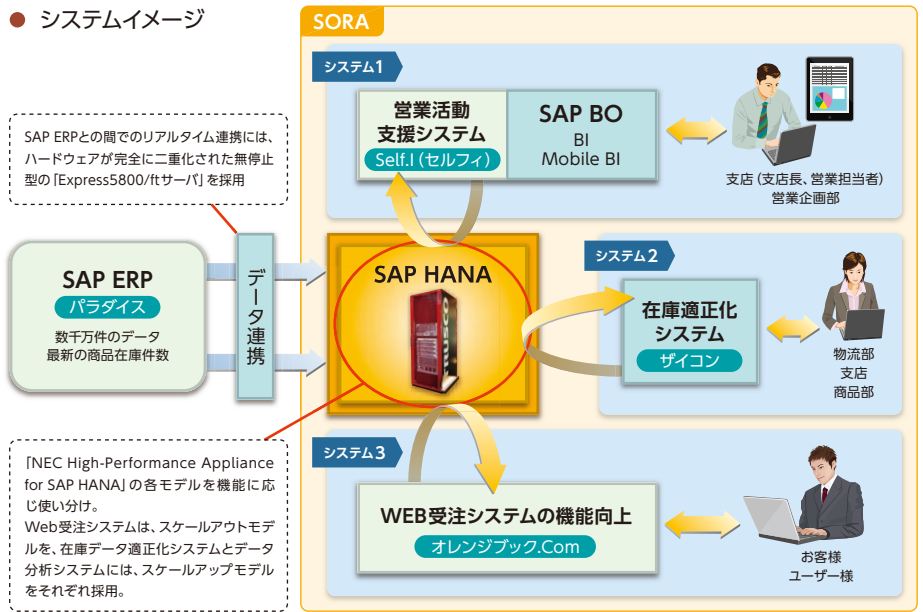 ● システムイメージ
SORA
システム1
営業活動
支援システム
Self.I(セルフィ)
SAP BO
BI
Mobile BI
支店(支店長、営業担当者)
営業企画部
SAP ERPとの間でのリアルタイム連携には、
ハードウェアが完全に二重化された無停止
型の「Express5800/ftサーバ」を採用
SAP ERP
パラダイス
数千万件のデータ
最新の商品在庫件数
データ連携
SAP HANA
システム2
在庫適正化
システム
ザイコン
物流部
支店
商品部
「NEC High-Performance Appliance
for SAP HANA」の各モデルを機能に応
じ使い分け。
Web受注システムは、スケールアウトモデ
ルを、在庫データ適正化システムとデータ
分析システムには、スケールアップモデル
をそれぞれ採用。
システム3
WEB受注システムの機能向上
オレンジブック.Com
お客様
ユーザー様